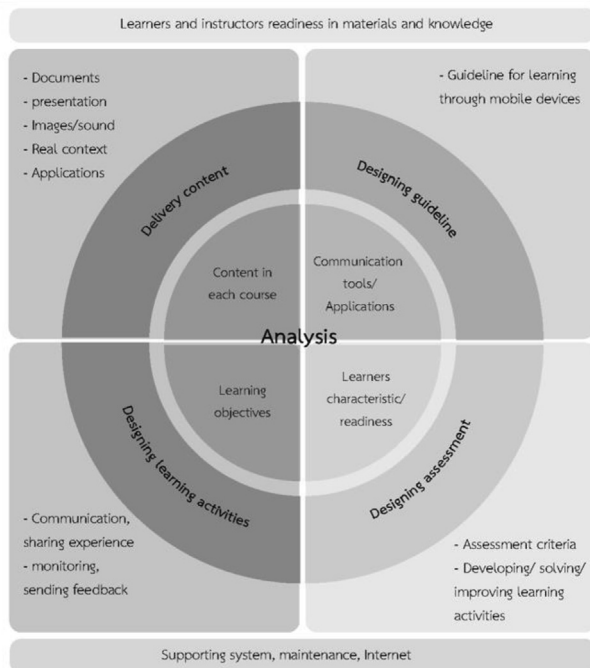 Learners and instructors readiness in materials and knowledge
- Documents
- presentation
- Images/sound
- Real context
- Applications
- Guideline for learning
through mobile devices
Delivery content
Designing guideline
Content in
each course
Communication
tools/
Applications
Analysis
Learning
objectives
Learners
characteristic/
readiness
Designing learning activities
Designing assessment
- Communication,
sharing experience
- monitoring,
sending feedback
- Assessment criteria
- Developing/ solving/
improving learning
activities
Supporting system, maintenance, Internet